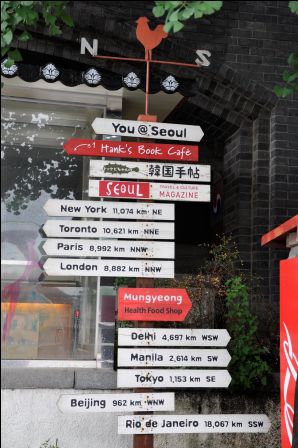 N S
You @ Seoul
Hank's Book Café
韓国手帖
SEOUL TRAVEL & CULTURE
MAGAZINE
New York 11,074 km NE
Toronto 10,621 km NNE
Paris 8,992 km NNW
London 8,882 km NNW
Mungyeong
Health Food Shop
Delhi 4,697 km WSW
Manila 2,614 km SW
Tokyo 1,153 km SE
Beijing 962 km WNW
Rio de Janeiro 18,067 km SSW